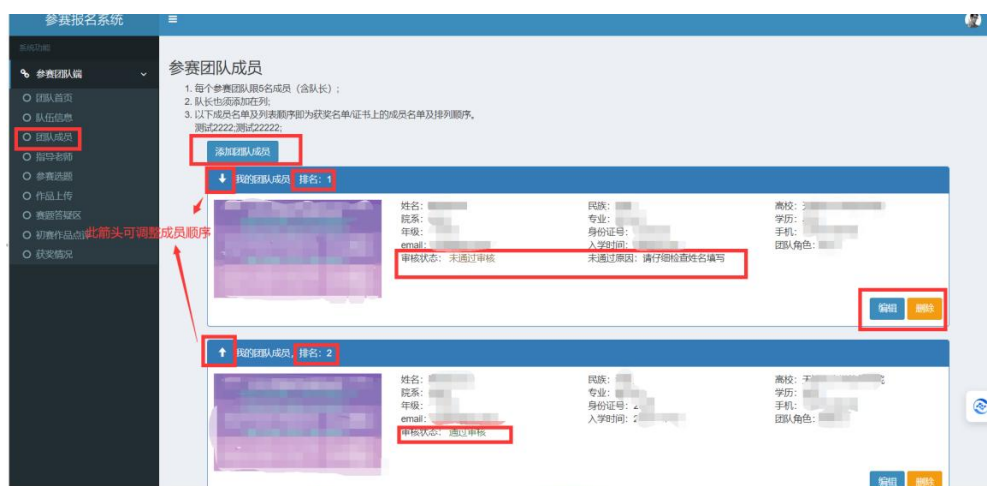 参赛报名系统
系统功能
参赛团队端
团队首页
队伍信息
团队成员
指导老师
参赛选题
作品上传
赛题答疑区
初赛作品点评
获奖情况
此箭头可调整成员顺序
参赛团队成员
1. 每个参赛团队限5名成员（含队长）;
2. 队长也须添加在列;
3. 以下成员名单及列表顺序即为获奖名单/证书上的成员名单及排列顺序。
测试2222;测试22222;
添加团队成员
我的团队成员, 排名: 1
姓名: 民族: 高校:
院系: 专业: 学历:
年级: 身份证号: 手机:
email: 入学时间: 团队角色:
审核状态: 未通过审核 未通过原因: 请仔细检查姓名填写
编辑 删除
我的团队成员, 排名: 2
姓名: 民族: 高校:
院系: 专业: 学历:
年级: 身份证号: 手机:
email: 入学时间: 团队角色:
审核状态: 通过审核
编辑 删除